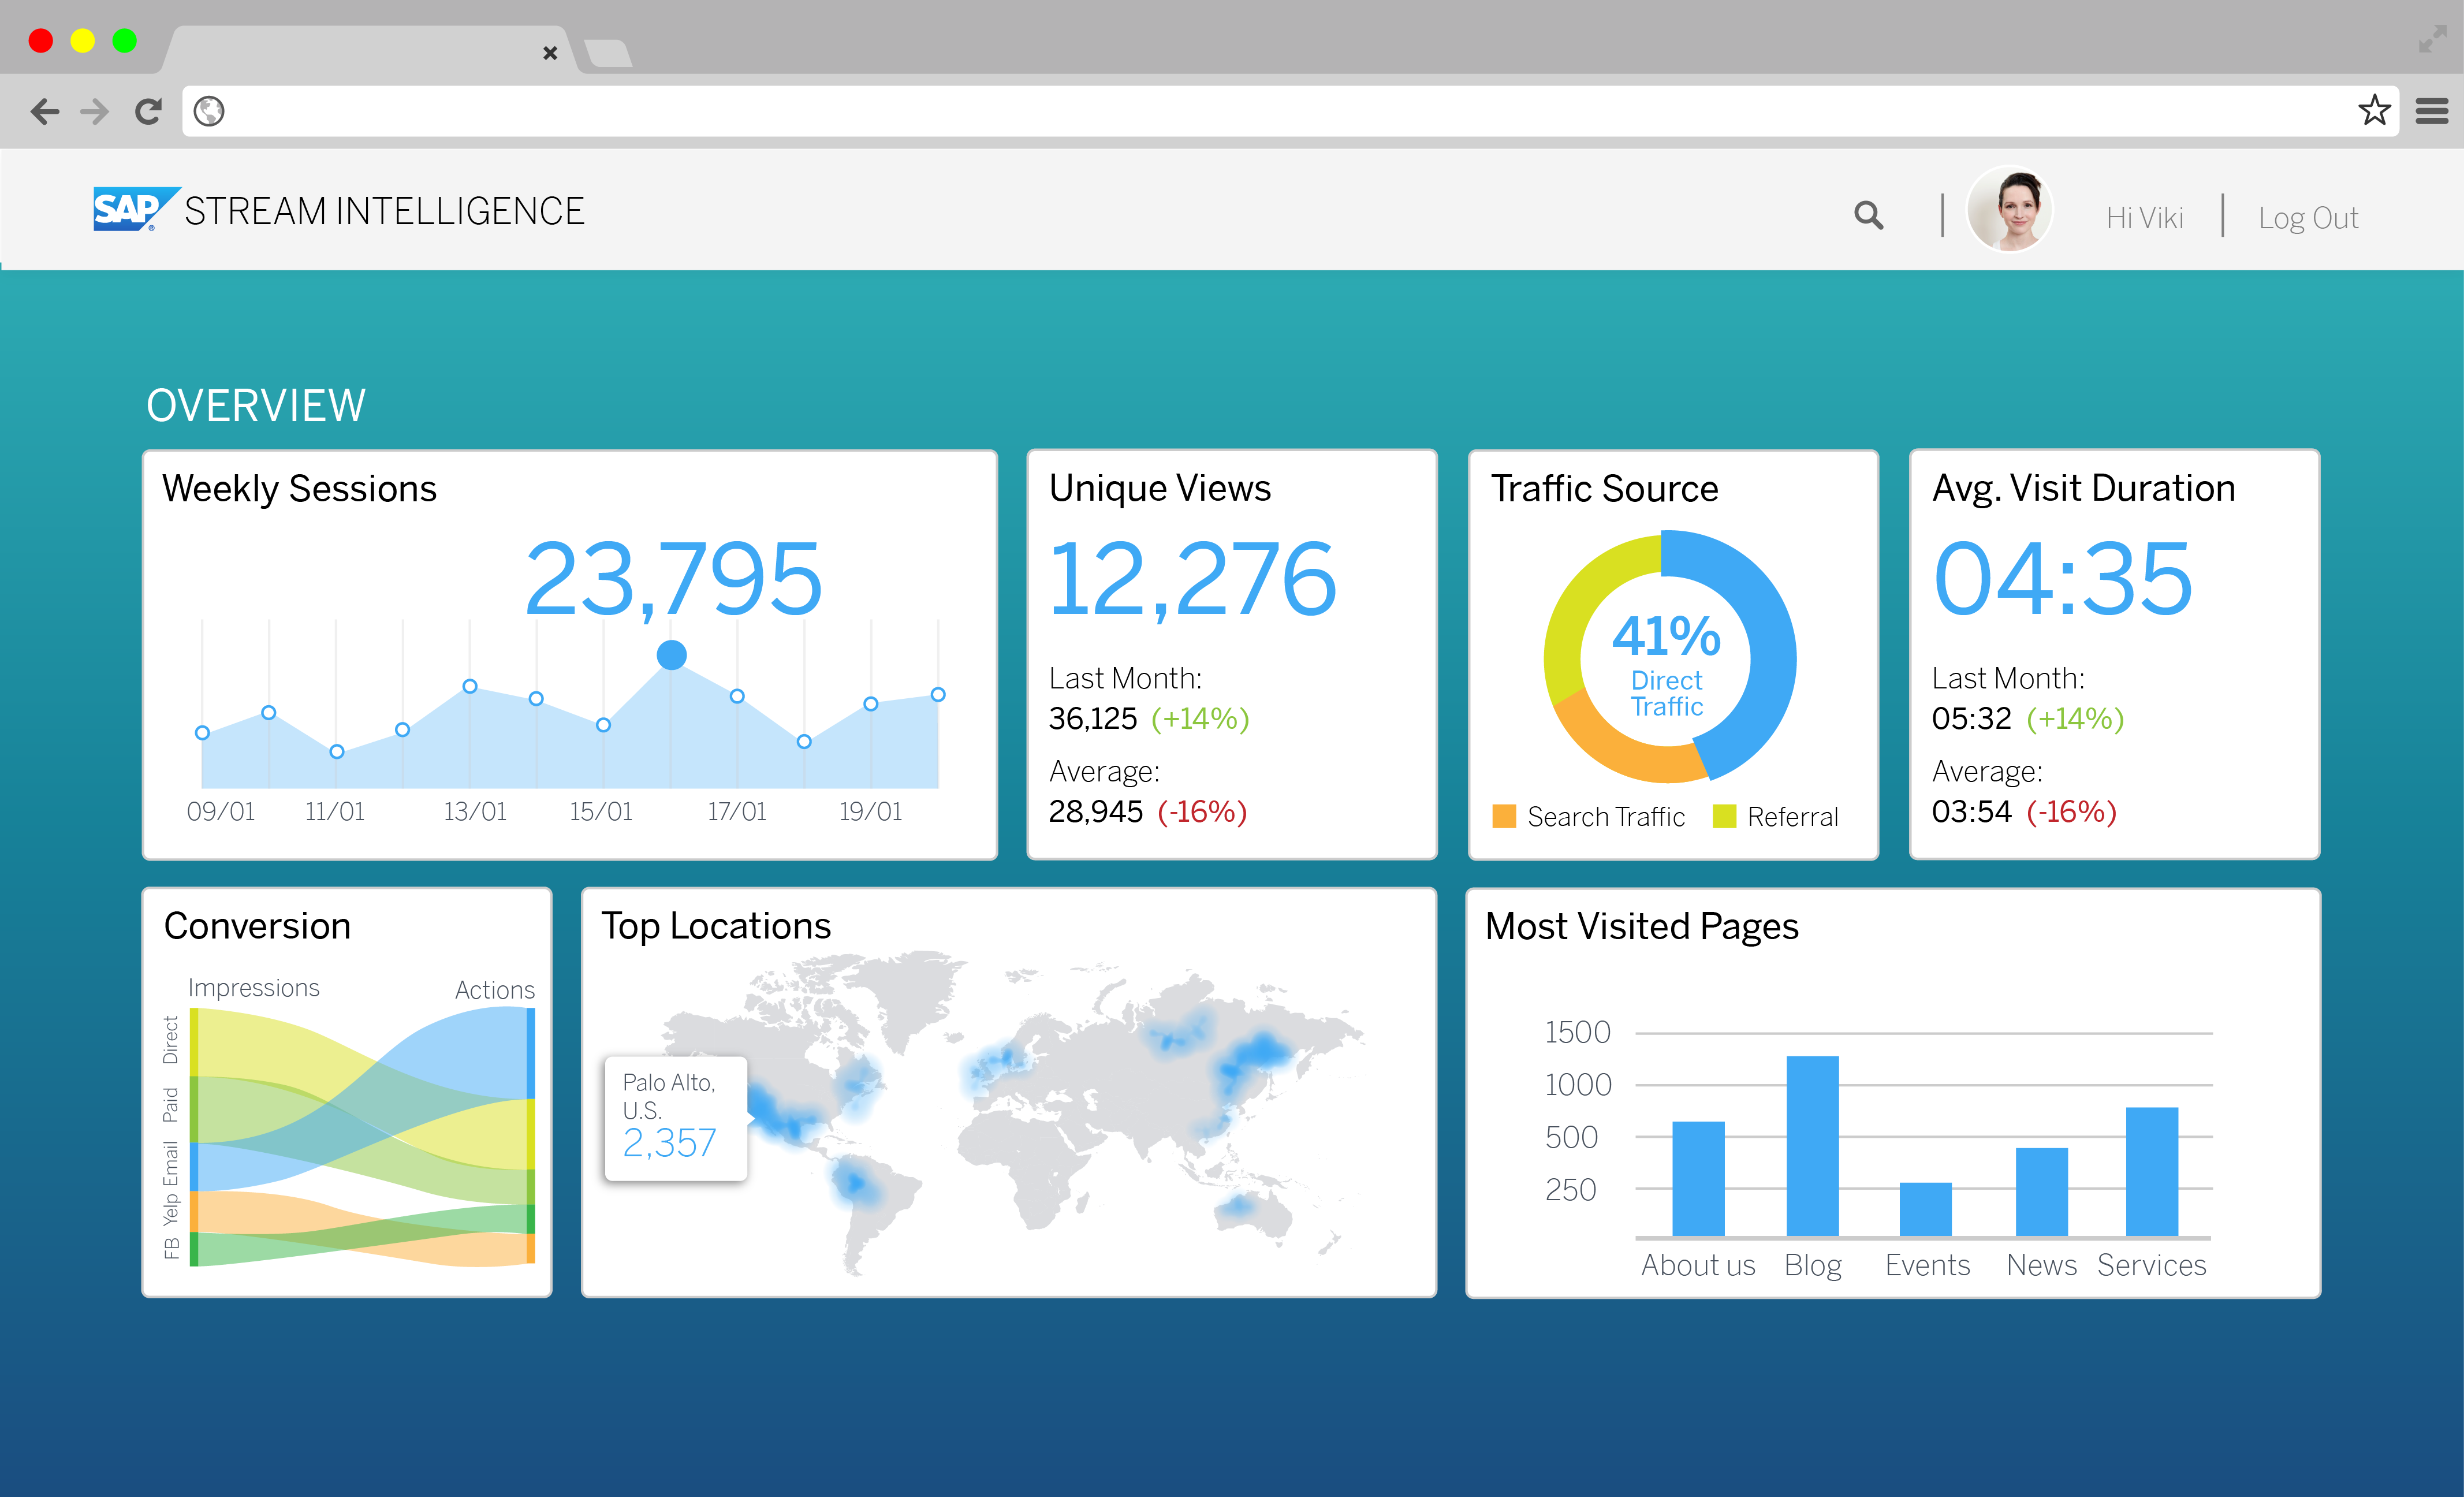 SAP ® STREAM INTELLIGENCE
Hi Viki
Log Out
OVERVIEW
Weekly Sessions
23,795
09/01 11/01 13/01 15/01 17/01 19/01
Unique Views
12,276
Last Month:
36,125 (+14%)
Average:
28,945 (-16%)
Traffic Source
41%
Direct
Traffic
Search Traffic
Referral
Avg. Visit Duration
04:35
Last Month:
05:32 (+14%)
Average:
03:54 (-16%)
Conversion
Impressions
Actions
Direct
Paid
Email
Yelp
FB
Top Locations
Palo Alto,
U.S.
2,357
Most Visited Pages
1500
1000
500
250
About us Blog Events News Services